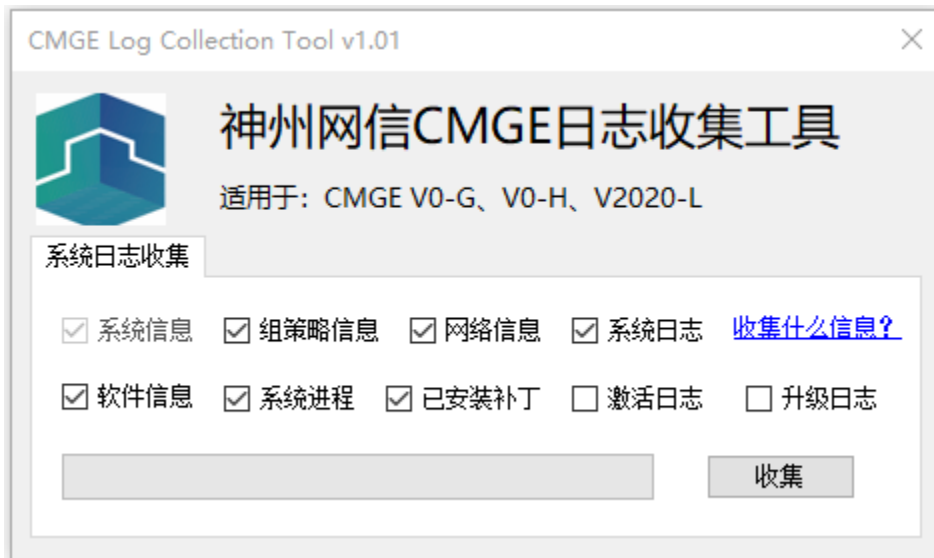 CMGE Log Collection Tool v1.01
神州网信CMGE日志收集工具
适用于：CMGE V0-G、V0-H、V2020-L
系统日志收集
系统信息 组策略信息 网络信息 系统日志 收集什么信息？
软件信息 系统进程 已安装补丁 激活日志 升级日志
收集